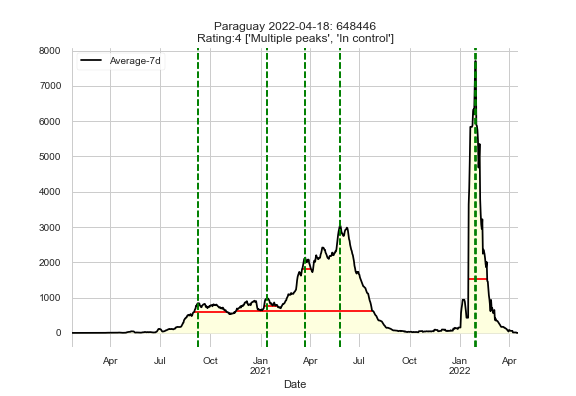 Paraguay 2022-04-18: 648446
Rating:4 ['Multiple peaks', 'In control']
Average-7d
8000
7000
6000
5000
4000
3000
2000
1000
0
Apr Jul Oct Jan Apr Jul Oct Jan Apr
2021 2022
Date